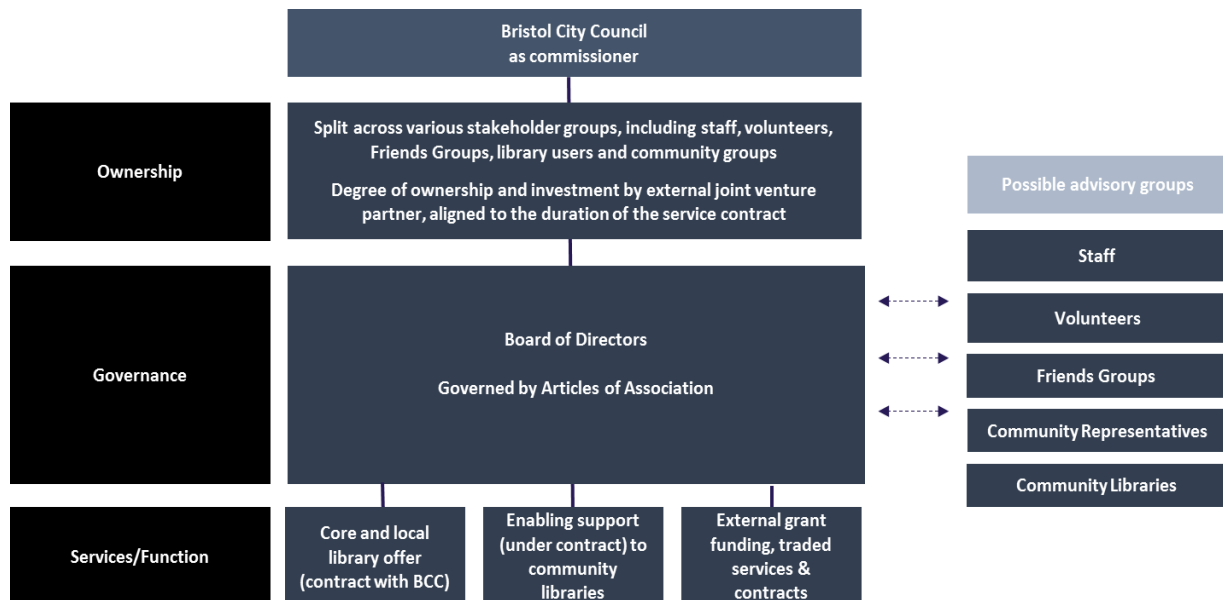 Bristol City Council
as commissioner
Ownership
Split across various stakeholder groups, including staff, volunteers,
Friends Groups, library users and community groups
Degree of ownership and investment by external joint venture
partner, aligned to the duration of the service contract
Governance
Board of Directors
Governed by Articles of Association
Possible advisory groups
Staff
Volunteers
Friends Groups
Community Representatives
Community Libraries
Services/Function
Core and local
library offer
(contract with BCC)
Enabling support
(under contract) to
community
libraries
External grant
funding, traded
services &
contracts